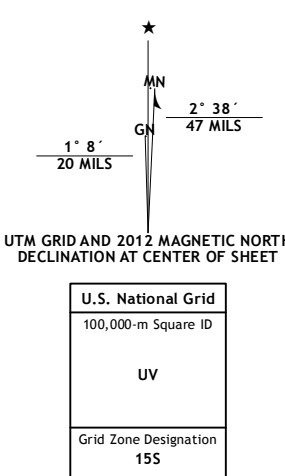 ★
MN
GN
2° 38´
47 MILS
1° 8´
20 MILS
UTM GRID AND 2012 MAGNETIC NORTH
DECLINATION AT CENTER OF SHEET
U.S. National Grid
100,000-m Square ID
UV
Grid Zone Designation
15S